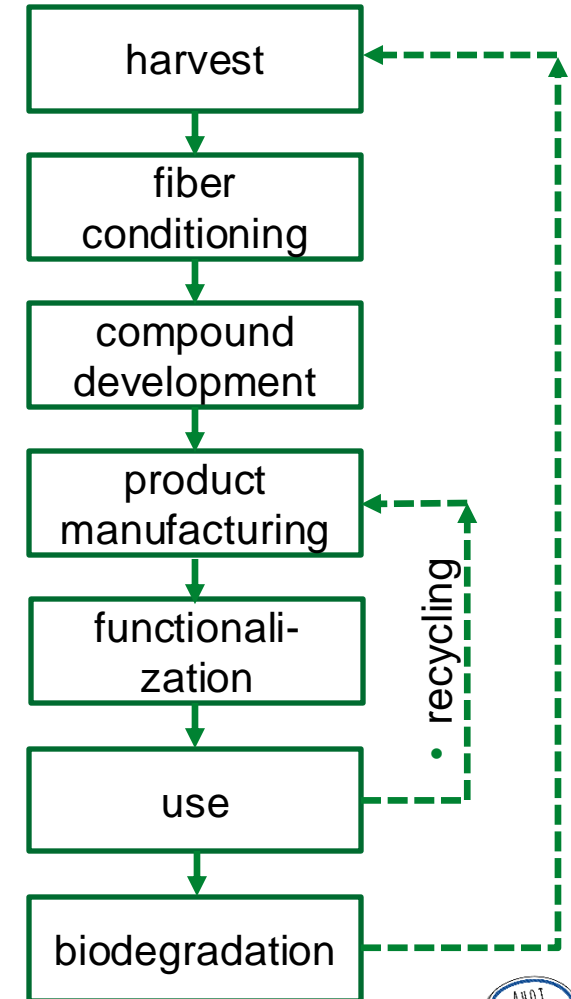 harvest
fiber
conditioning
compound
development
product
manufacturing
• recycling
functionali-
zation
use
biodegradation